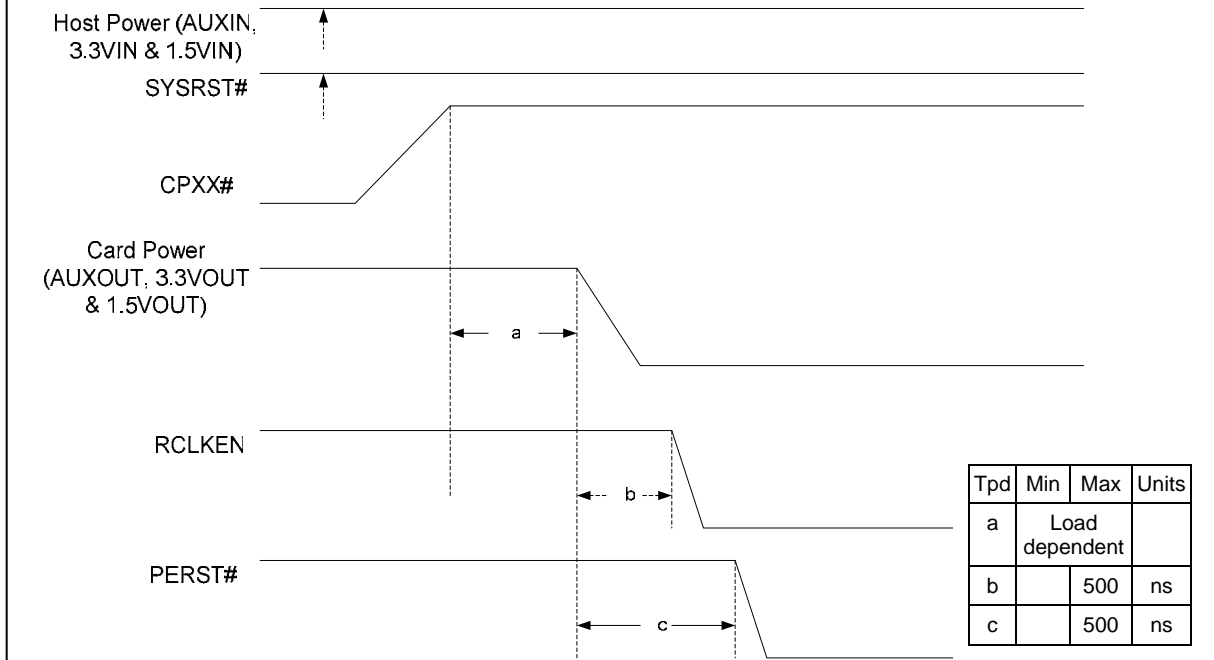 Host Power (AUXIN,
3.3VIN & 1.5VIN)
SYSRST#
CPXX#
Card Power
(AUXOUT, 3.3VOUT
& 1.5VOUT)
a
RCLKEN
b
PERST#
c
Tpd Min Max Units
a Load
dependent
b 500 ns
c 500 ns